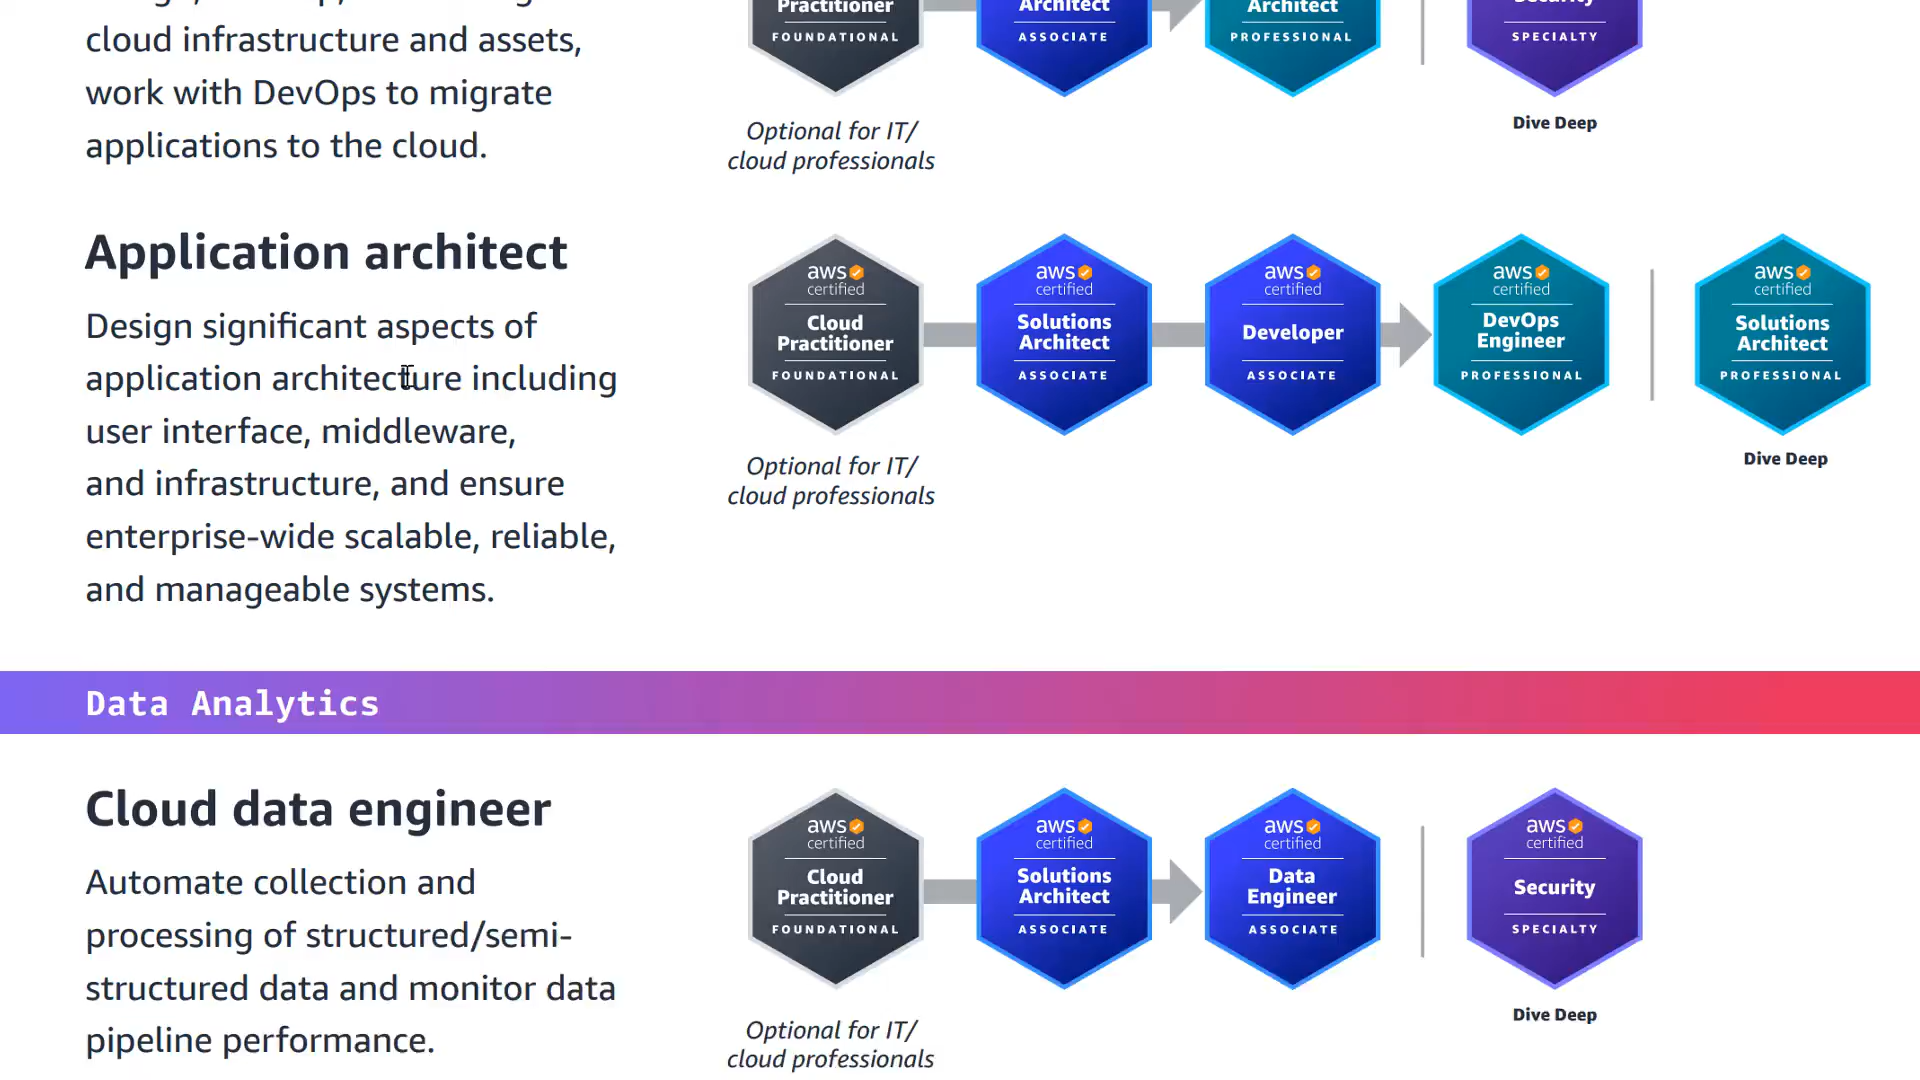 cloud infrastructure and assets,
work with DevOps to migrate
applications to the cloud.
Practitioner
FOUNDATIONAL
Optional for IT/
cloud professionals
Architect
ASSOCIATE
Architect
PROFESSIONAL
SPECIALTY
Dive Deep
Application architect
Design significant aspects of
application architecture including
user interface, middleware,
and infrastructure, and ensure
enterprise-wide scalable, reliable,
and manageable systems.
aws
certified
Cloud
Practitioner
FOUNDATIONAL
Optional for IT/
cloud professionals
aws
certified
Solutions
Architect
ASSOCIATE
aws
certified
Developer
ASSOCIATE
aws
certified
DevOps
Engineer
PROFESSIONAL
aws
certified
Solutions
Architect
PROFESSIONAL
Dive Deep
Data Analytics
Cloud data engineer
Automate collection and
processing of structured/semi-
structured data and monitor data
pipeline performance.
aws
certified
Cloud
Practitioner
FOUNDATIONAL
Optional for IT/
cloud professionals
aws
certified
Solutions
Architect
ASSOCIATE
aws
certified
Data
Engineer
ASSOCIATE
aws
certified
Security
SPECIALTY
Dive Deep